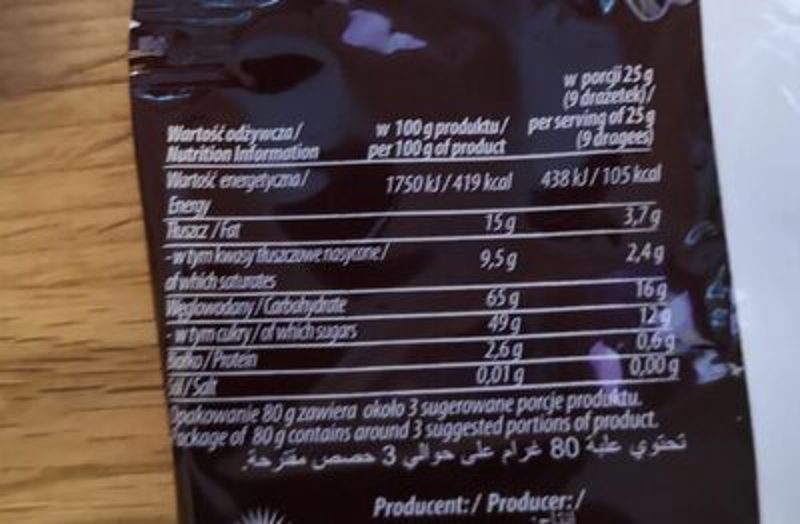 w porcji 25 g
(9 drażetek)/
Wartość odżywcza / w 100 g produktu / per serving of 25 g
Nutrition Information per 100 g of product (9 dragees)
Wartość energetyczna / 1750 kJ / 419 kcal 438 kJ / 105 kcal
Energy
Tłuszcz / Fat 15 g 3,7 g
- w tym kwasy tłuszczowe nasycone / 9,5 g 2,4 g
of which saturates
Węglowodany / Carbohydrate 65 g 16 g
- w tym cukry / of which sugars 49 g 12 g
Białko / Protein 2,6 g 0,6 g
Sól / Salt 0,01 g 0,00 g
Opakowanie 80 g zawiera około 3 sugerowane porcje produktu.
Package of 80 g contains around 3 suggested portions of product.
تحتوي علبة 80 غرام على حوالي 3 حصص مقترحة.
Producent: / Producer: /